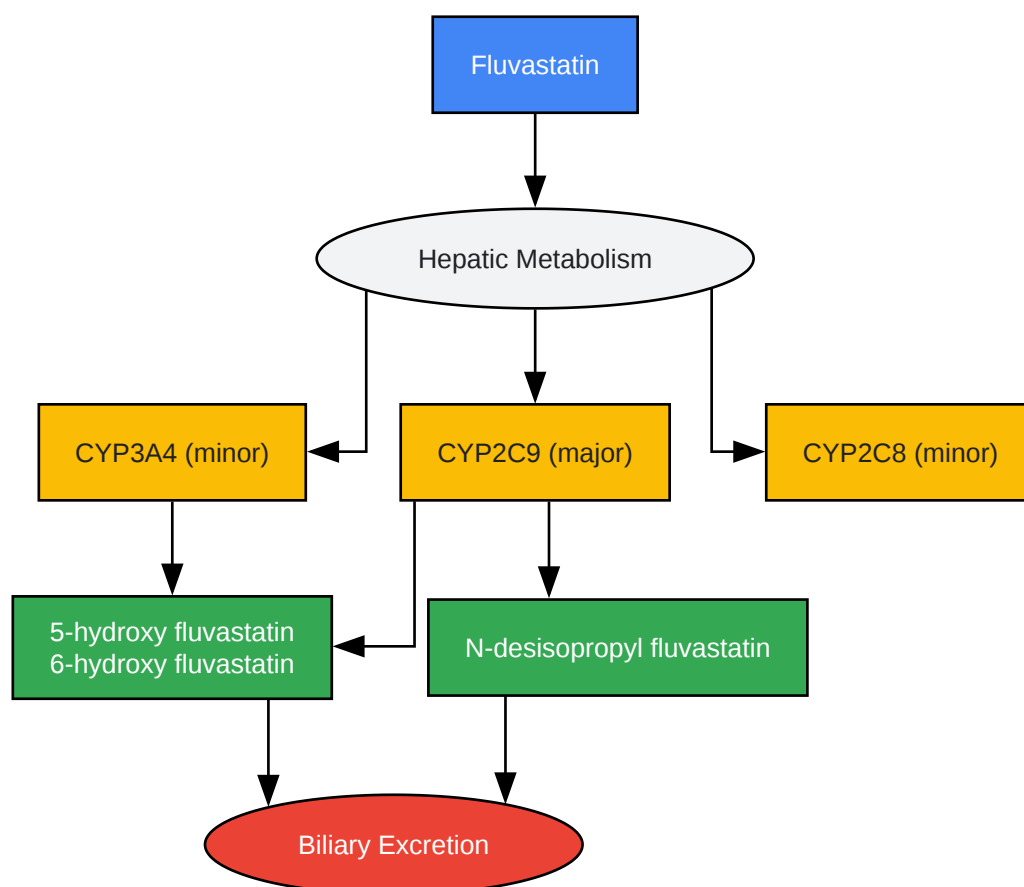 Fluvastatin
Hepatic Metabolism
CYP3A4 (minor)
CYP2C9 (major)
CYP2C8 (minor)
5-hydroxy fluvastatin
6-hydroxy fluvastatin
N-desisopropyl fluvastatin
Biliary Excretion